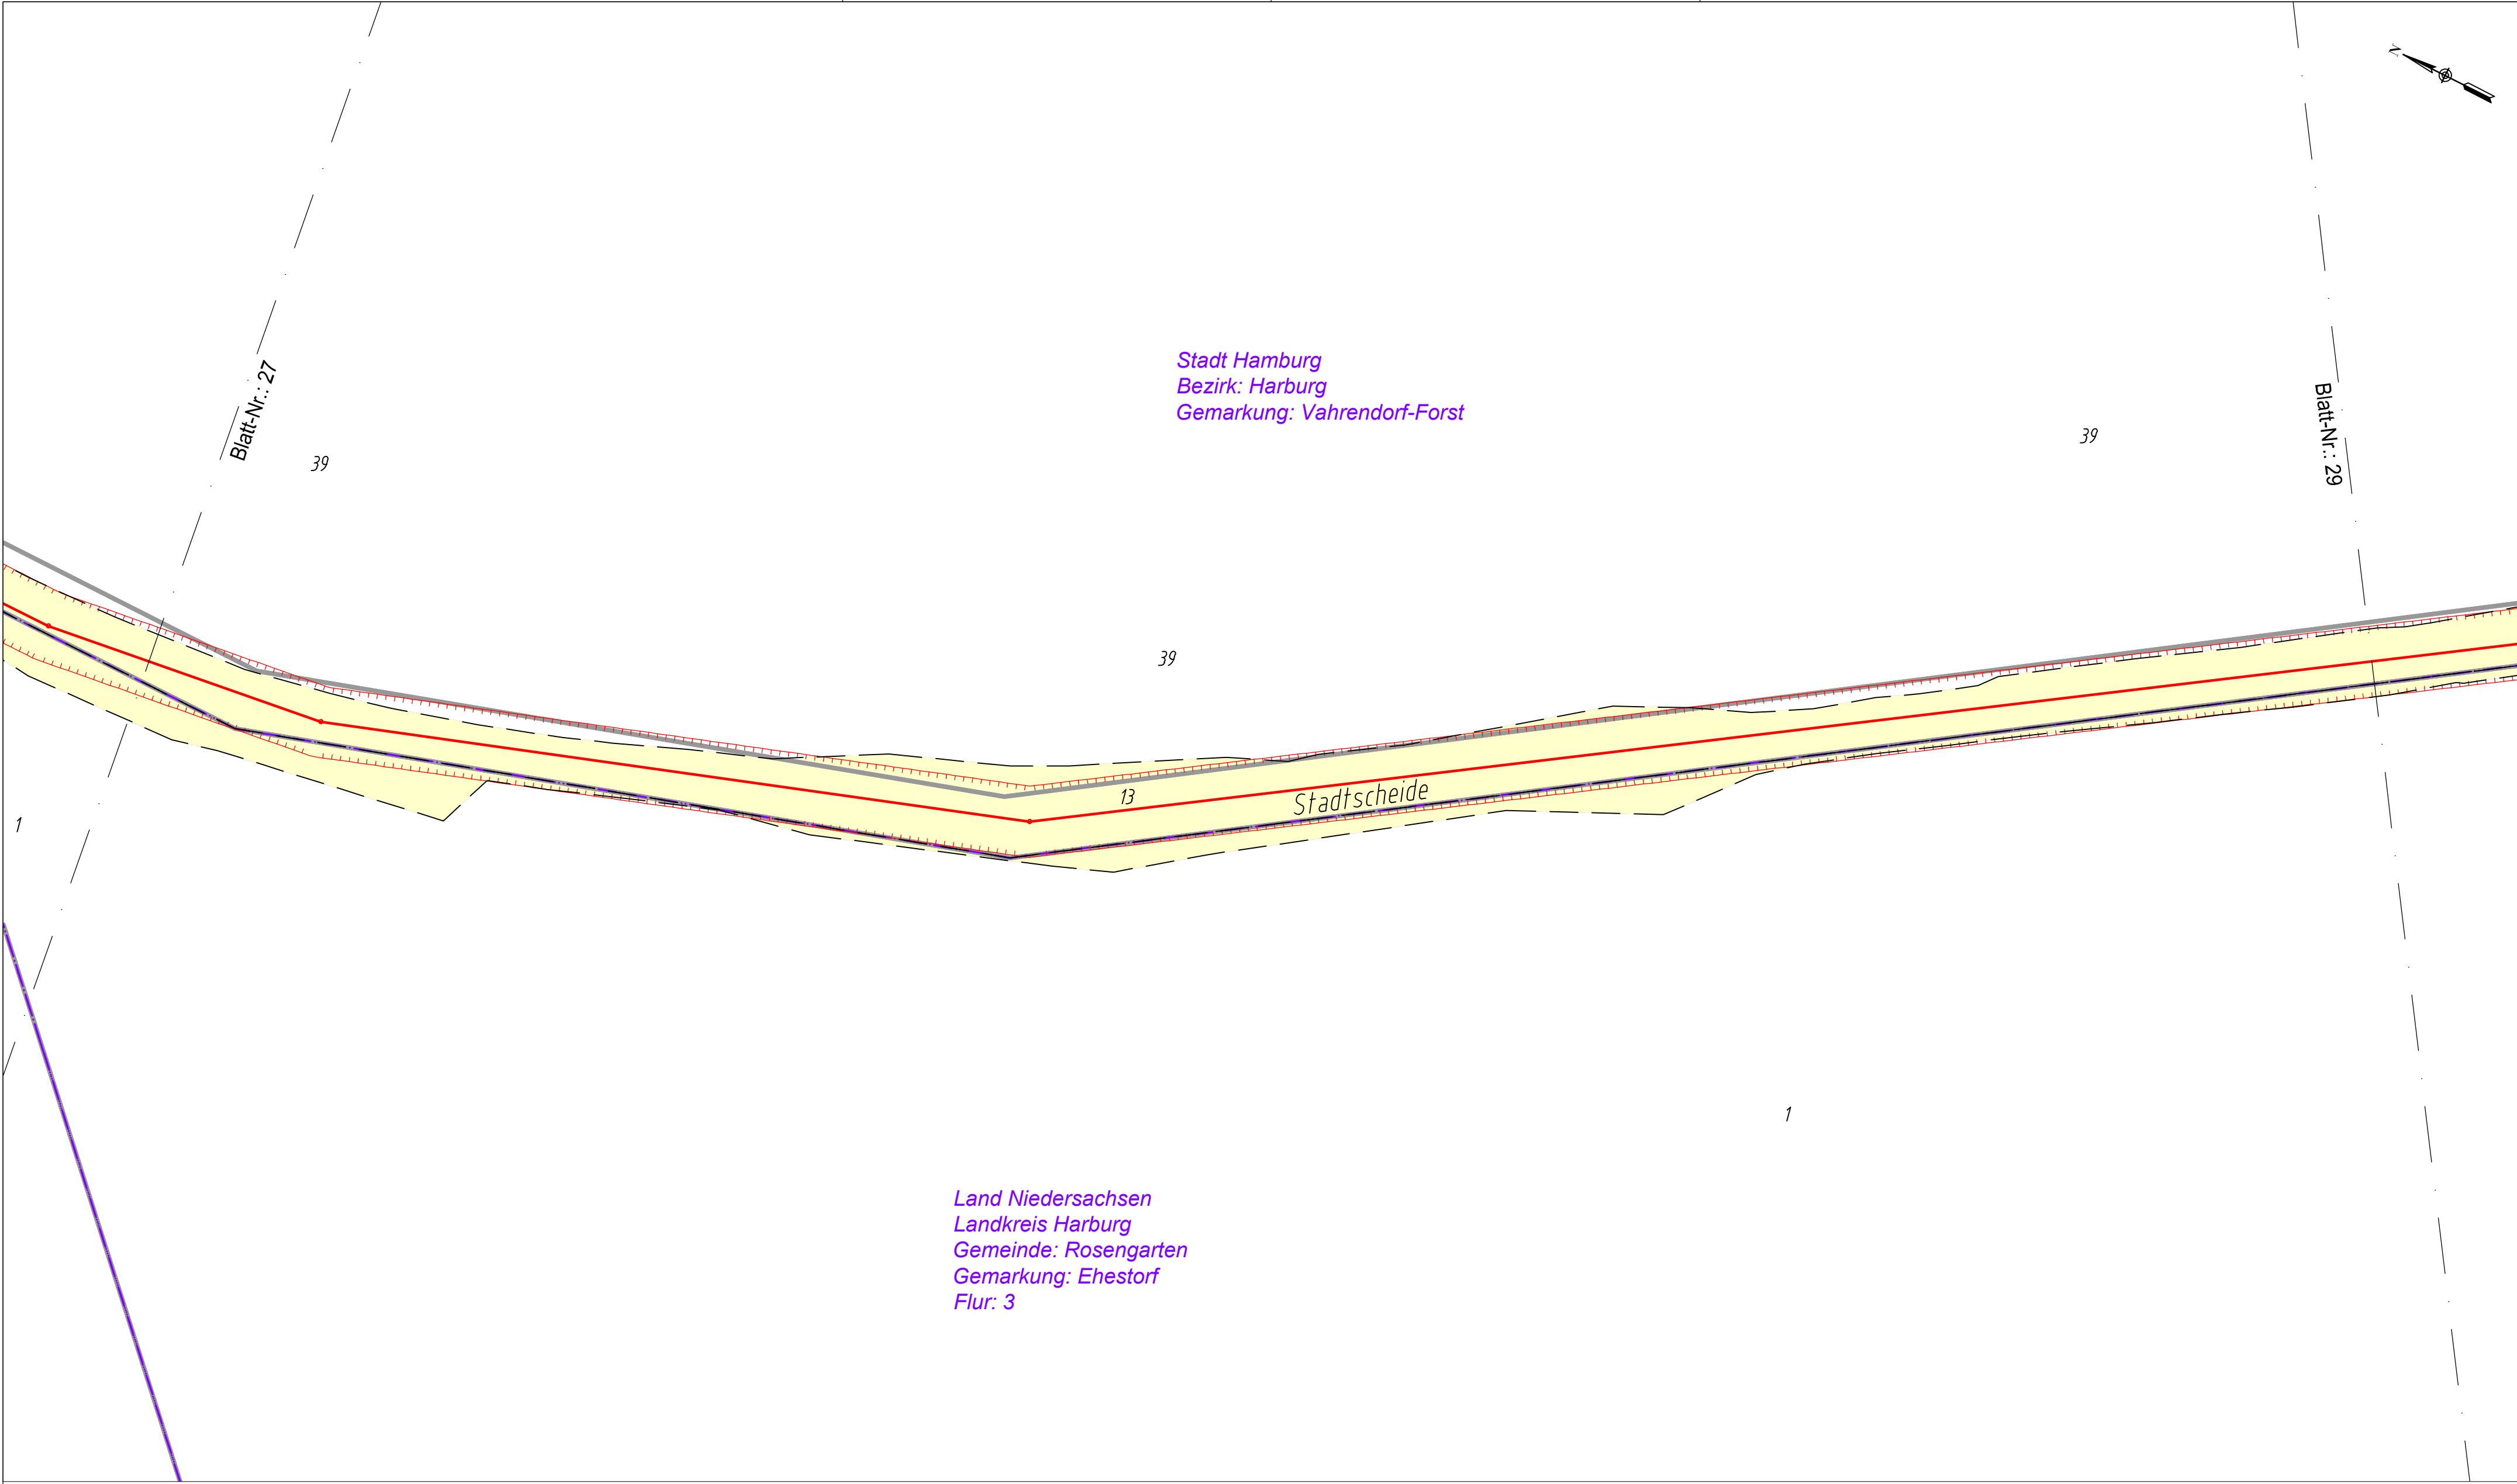 N
Stadt Hamburg
Bezirk: Harburg
Gemarkung: Vahrendorf-Forst
Blatt-Nr.: 27
Blatt-Nr.: 29
39
39
39
13
Stadtscheide
1
1
Land Niedersachsen
Landkreis Harburg
Gemeinde: Rosengarten
Gemarkung: Ehestorf
Flur: 3